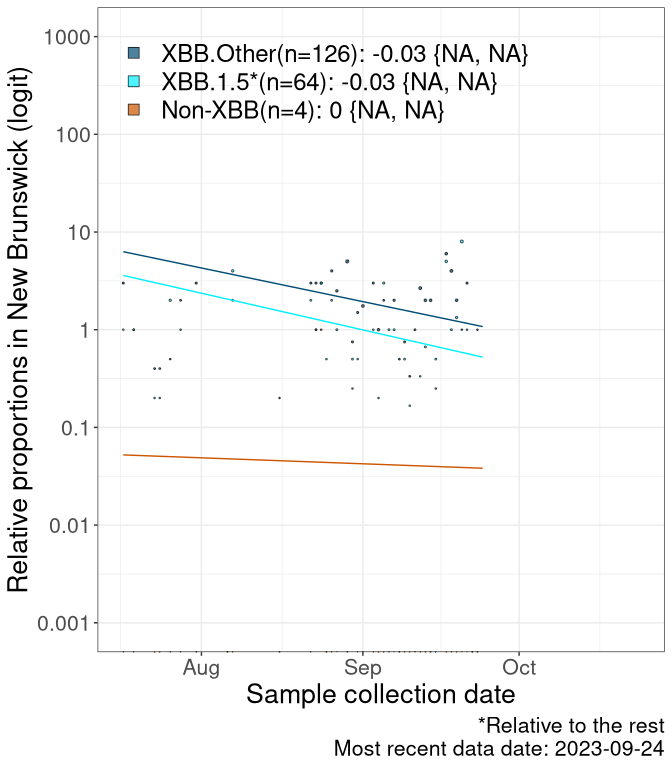 XBB.Other(n=126): -0.03 {NA, NA}
XBB.1.5*(n=64): -0.03 {NA, NA}
Non-XBB(n=4): 0 {NA, NA}
Relative proportions in New Brunswick (logit)
1000
100
10
1
0.1
0.01
0.001
Aug Sep Oct
Sample collection date
*Relative to the rest
Most recent data date: 2023-09-24